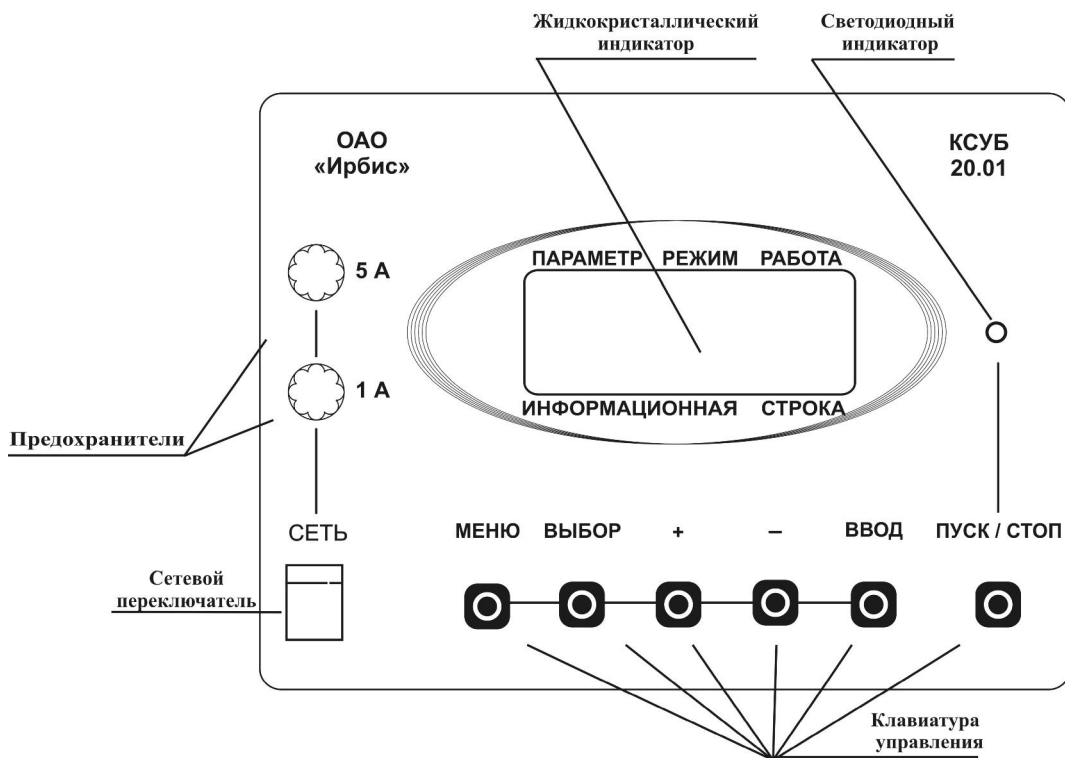 Жидкокристаллический
индикатор
Светодиодный
индикатор
ОАО
«Ирбис»
КСУБ
20.01
ПАРАМЕТР РЕЖИМ РАБОТА
5 А
1 А
ИНФОРМАЦИОННАЯ СТРОКА
Предохранители
СЕТЬ
МЕНЮ ВЫБОР + – ВВОД ПУСК / СТОП
Сетевой
переключатель
Клавиатура
управления